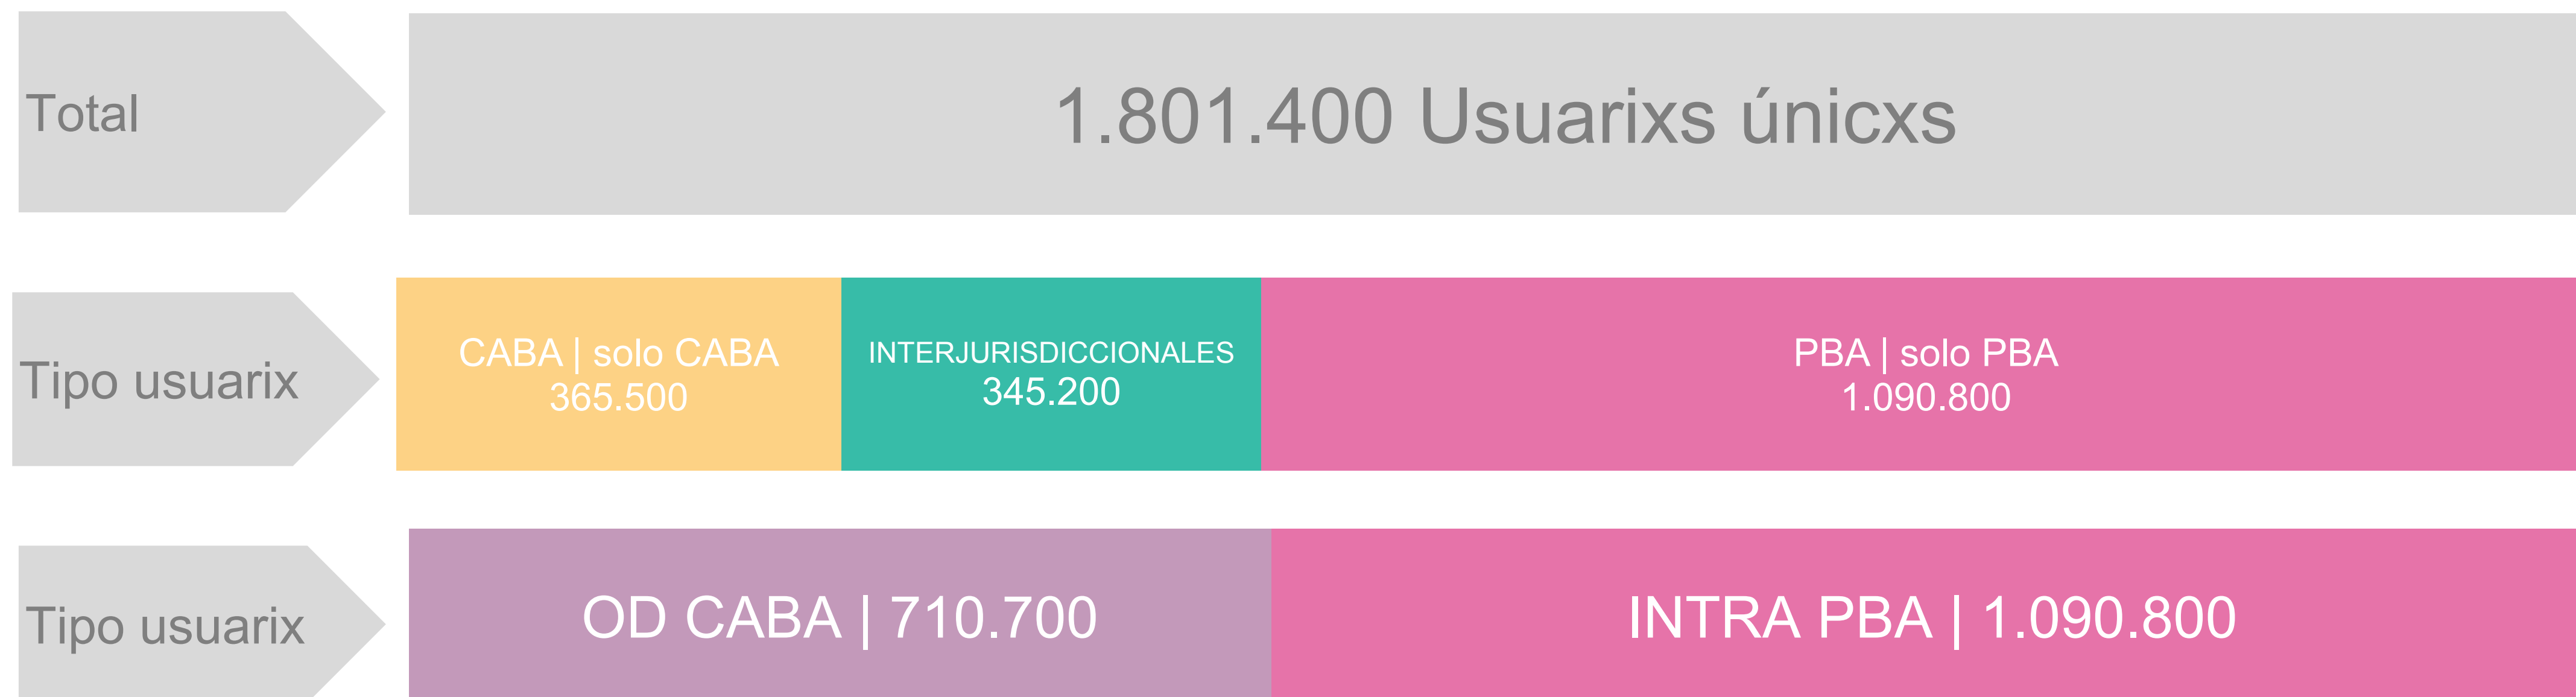 Total
1.801.400 Usuarixs únicxs
Tipo usuarix
CABA | solo CABA
365.500
INTERJURISDICCIONALES
345.200
PBA | solo PBA
1.090.800
Tipo usuarix
OD CABA | 710.700
INTRA PBA | 1.090.800